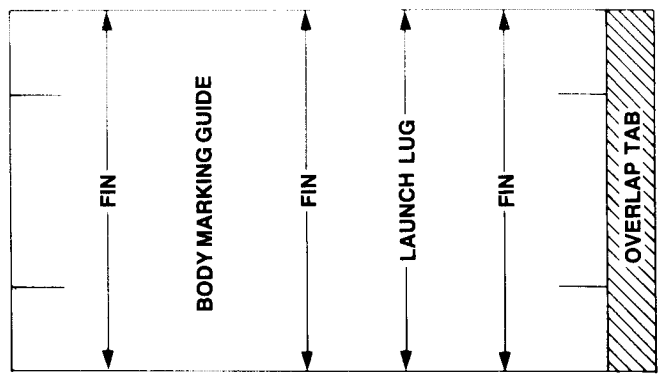 FIN
BODY MARKING GUIDE
FIN
LAUNCH LUG
FIN
OVERLAP TAB